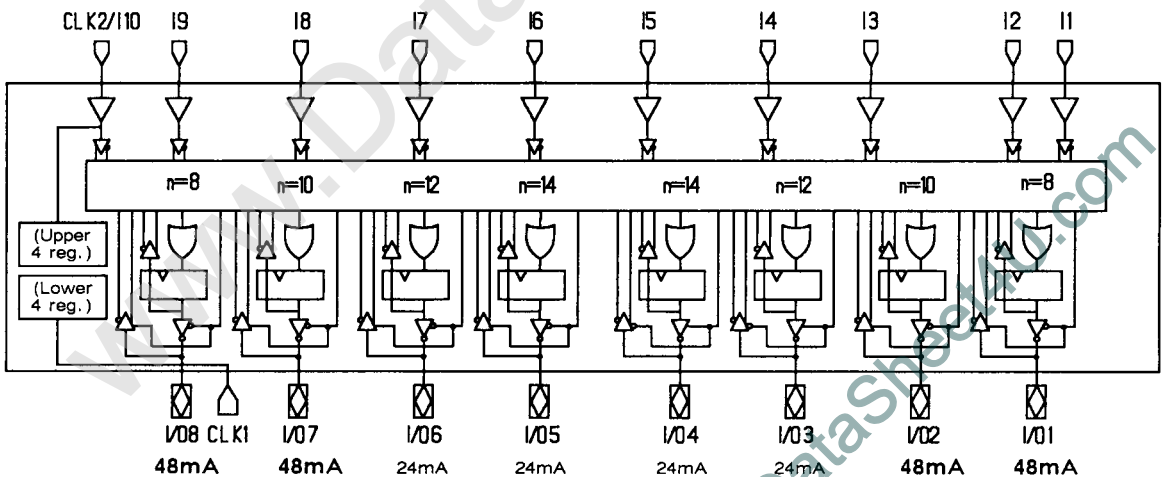 CLK2/I10 I9 I8 I7 I6 I5 I4 I3 I2 I1
n=8 n=10 n=12 n=14 n=14 n=12 n=10 n=8
(Upper
4 reg.)
(Lower
4 reg.)
I/O8 CLK1 I/O7 I/O6 I/O5 I/O4 I/O3 I/O2 I/O1
48mA 48mA 24mA 24mA 24mA 24mA 48mA 48mA
www.DataSheet4U.com